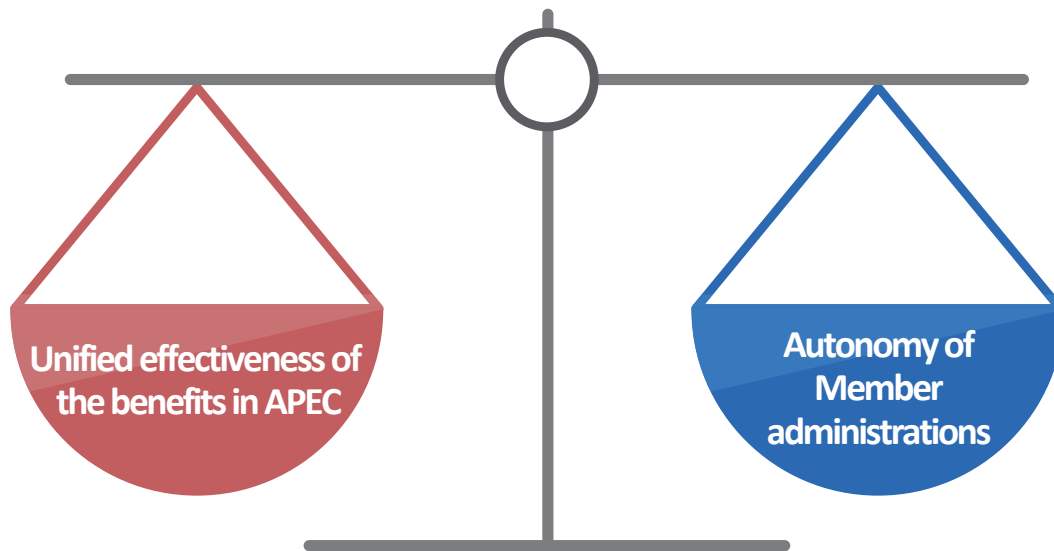 Unified effectiveness of
the benefits in APEC
Autonomy of
Member
administrations